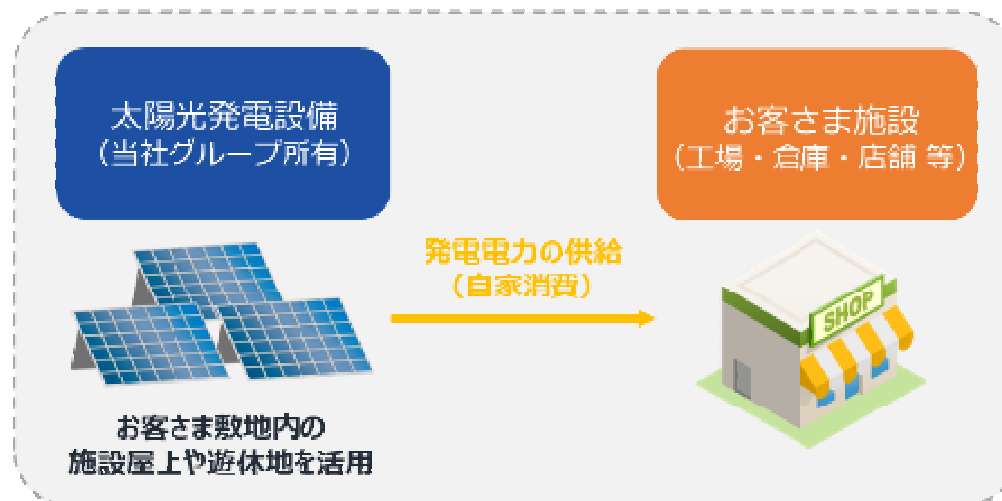 太陽光発電設備
（当社グループ所有）
お客さま施設
（工場・倉庫・店舗 等）
発電電力の供給
（自家消費）
SHOP
お客さま敷地内の
施設屋上や遊休地を活用